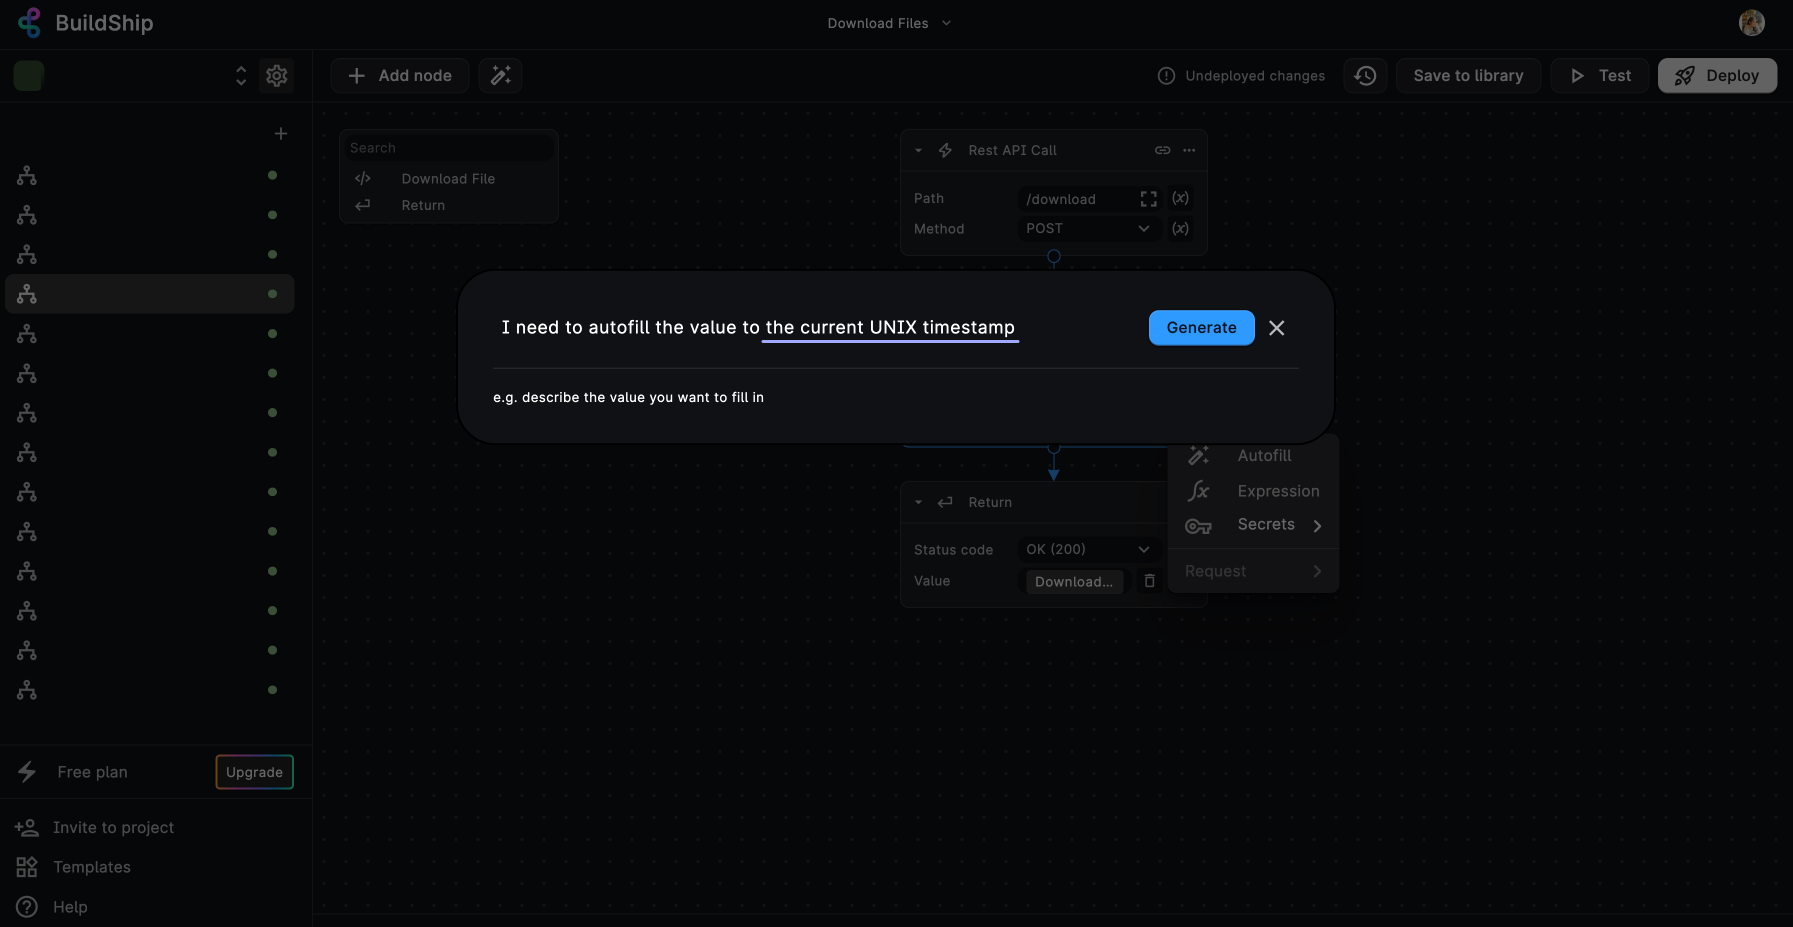 BuildShip
Download Files
Add node
Undeployed changes
Save to library
Test
Deploy
Search
Download File
Return
Rest API Call
Path
/download
(x)
Method
POST
(x)
I need to autofill the value to the current UNIX timestamp
Generate
e.g. describe the value you want to fill in
Autofill
Expression
Secrets
Request
Return
Status code
OK (200)
Value
Download...
Free plan
Upgrade
Invite to project
Templates
Help